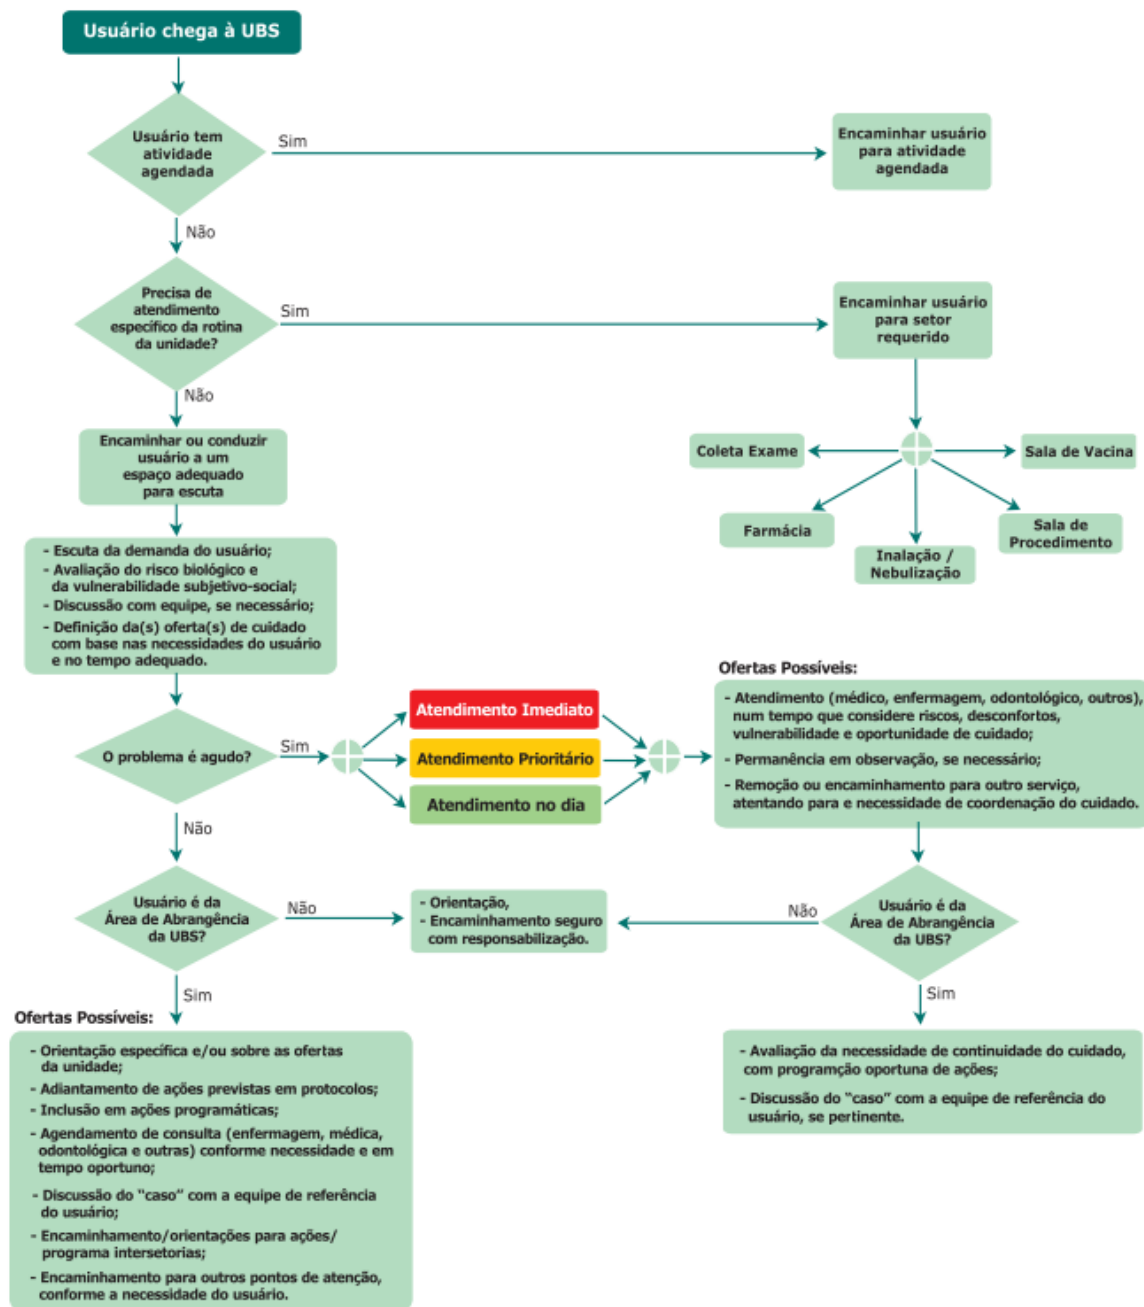 Usuário chega à UBS
Usuário tem
atividade
agendada
Sim
Encaminhar usuário
para atividade
agendada
Não
Precisa de
atendimento
específico da rotina
da unidade?
Sim
Encaminhar usuário
para setor
requerido
Não
Coleta Exame
Sala de Vacina
Farmácia
Sala de
Procedimento
Inalação /
Nebulização
Encaminhar ou conduzir
usuário a um
espaço adequado
para escuta
- Escuta da demanda do usuário;
- Avaliação do risco biológico e
da vulnerabilidade subjetivo-social;
- Discussão com equipe, se necessário;
- Definição da(s) oferta(s) de cuidado
com base nas necessidades do usuário
e no tempo adequado.
O problema é agudo?
Sim
Atendimento Imediato
Atendimento Prioritário
Atendimento no dia
Ofertas Possíveis:
- Atendimento (médico, enfermagem, odontológico, outros),
num tempo que considere riscos, desconfortos,
vulnerabilidade e oportunidade de cuidado;
- Permanência em observação, se necessário;
- Remoção ou encaminhamento para outro serviço,
atentando para e necessidade de coordenação do cuidado.
Não
Usuário é da
Área de Abrangência
da UBS?
Não
- Orientação,
- Encaminhamento seguro
com responsabilização.
Não
Usuário é da
Área de Abrangência
da UBS?
Sim
Sim
Ofertas Possíveis:
- Orientação específica e/ou sobre as ofertas
da unidade;
- Adiantamento de ações previstas em protocolos;
- Inclusão em ações programáticas;
- Agendamento de consulta (enfermagem, médica,
odontológica e outras) conforme necessidade e em
tempo oportuno;
- Discussão do "caso" com a equipe de referência
do usuário;
- Encaminhamento/orientações para ações/
programa intersetorias;
- Encaminhamento para outros pontos de atenção,
conforme a necessidade do usuário.
- Avaliação da necessidade de continuidade do cuidado,
com programção oportuna de ações;
- Discussão do "caso" com a equipe de referência do
usuário, se pertinente.